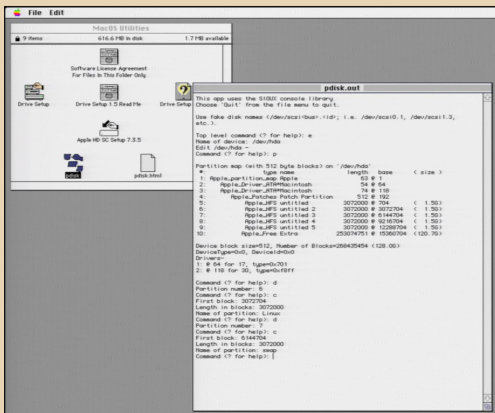 File Edit
MacOS Utilities
9 items 616.6 MB in disk 1.7 MB available
Software License Agreement
For Files in This Folder Only
Drive Setup
Drive Setup 1.5 Read Me
Drive Setup
Apple HD SC Setup 7.3.5
pdisk
pdisk.html
pdisk.out
This app uses the SIOUX console library
Choose 'Quit' from the file menu to quit.
Use fake disk names (/dev/scsi<bus>.<id>; i.e. /dev/scsi0.1, /dev/scsi1.3,
etc.).
Top level command (? for help): e
Name of device: /dev/hda
Edit /dev/hda -
Command (? for help): p
Partition map (with 512 byte blocks) on '/dev/hda'
#: type name length base ( size )
1: Apple_partition_map Apple 63 @ 1
2: Apple_Driver_ATA*Macintosh 54 @ 64
3: Apple_Driver_ATA*Macintosh 74 @ 118
4: Apple_Patches Patch Partition 512 @ 192
5: Apple_HFS untitled 3072000 @ 704 ( 1.5G)
6: Apple_HFS untitled 2 3072000 @ 3072704 ( 1.5G)
7: Apple_HFS untitled 3 3072000 @ 6144704 ( 1.5G)
8: Apple_HFS untitled 4 3072000 @ 9216704 ( 1.5G)
9: Apple_HFS untitled 5 3072000 @ 12288704 ( 1.5G)
10: Apple_Free Extra 253074751 @ 15360704 (120.7G)
Device block size=512, Number of Blocks=268435454 (128.0G)
DeviceType=0x0, DeviceId=0x0
Drivers-
1: @ 64 for 17, type=0x701
2: @ 118 for 30, type=0xf8ff
Command (? for help): d
Partition number: 6
Command (? for help): c
First block: 3072704
Length in blocks: 3072000
Name of partition: Linux
Command (? for help): d
Partition number: 7
Command (? for help): c
First block: 6144704
Length in blocks: 3072000
Name of partition: swap
Command (? for help):